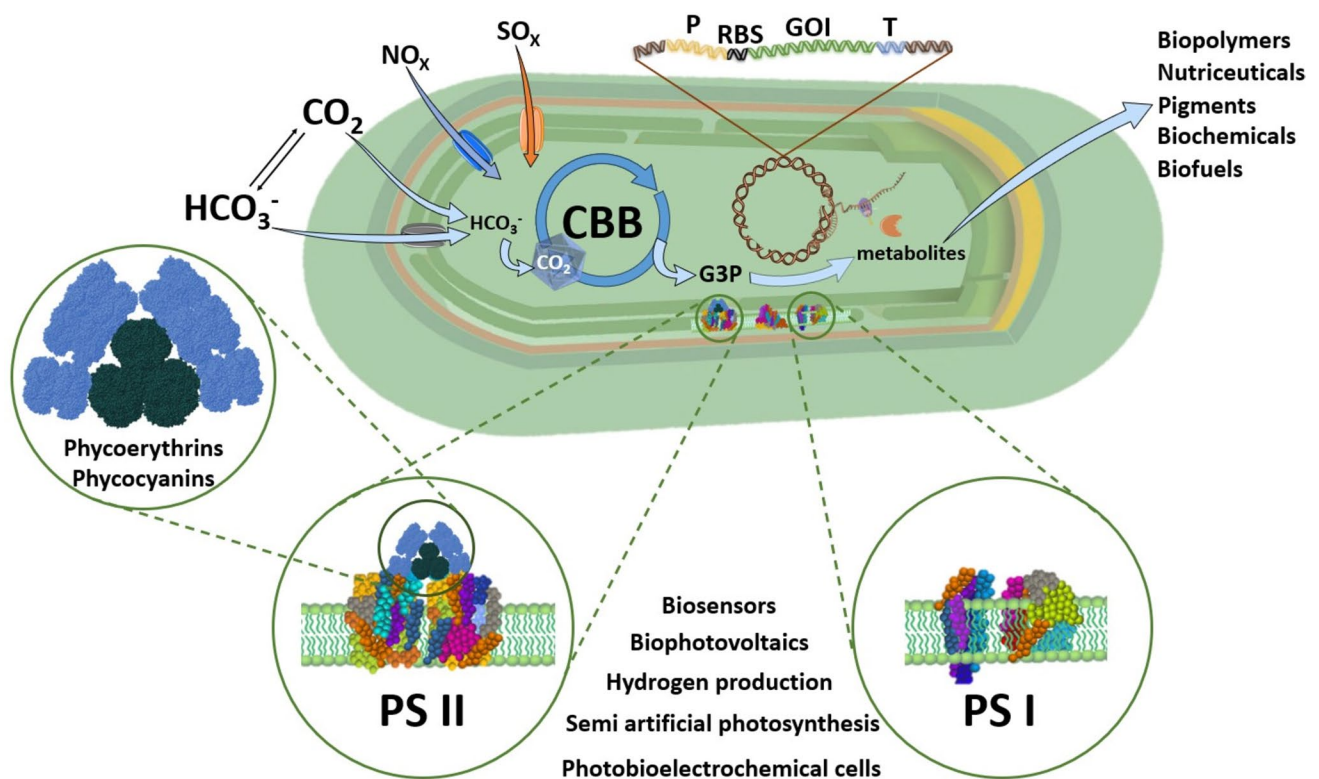 P RBS GOI T
SOX
NOX
CO2
HCO3-
HCO3-
CO2
CBB
G3P
metabolites
Biopolymers
Nutriceuticals
Pigments
Biochemicals
Biofuels
Phycoerythrins
Phycocyanins
PS II
Biosensors
Biophotovoltaics
Hydrogen production
Semi artificial photosynthesis
Photobioelectrochemical cells
PS I